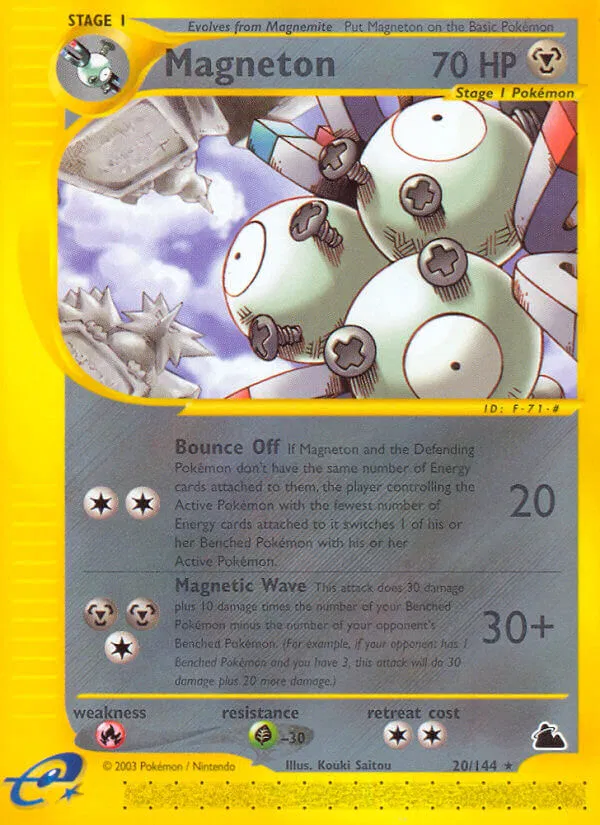 STAGE 1
Evolves from Magnemite Put Magneton on the Basic Pokémon
Magneton 70 HP
Stage 1 Pokémon
ID: F-71-#
Bounce Off If Magneton and the Defending
Pokémon don't have the same number of Energy
cards attached to them, the player controlling the
Active Pokémon with the fewest number of
Energy cards attached to it switches 1 of his or
her Benched Pokémon with his or her
Active Pokémon.
20
Magnetic Wave This attack does 30 damage
plus 10 damage times the number of your Benched
Pokémon minus the number of your opponent's
Benched Pokémon. (For example, if your opponent has 1
Benched Pokémon and you have 3, this attack will do 30
damage plus 20 more damage.)
30+
weakness resistance retreat cost
-30
© 2003 Pokémon / Nintendo Illus. Kouki Saitou 20/144 ★
e